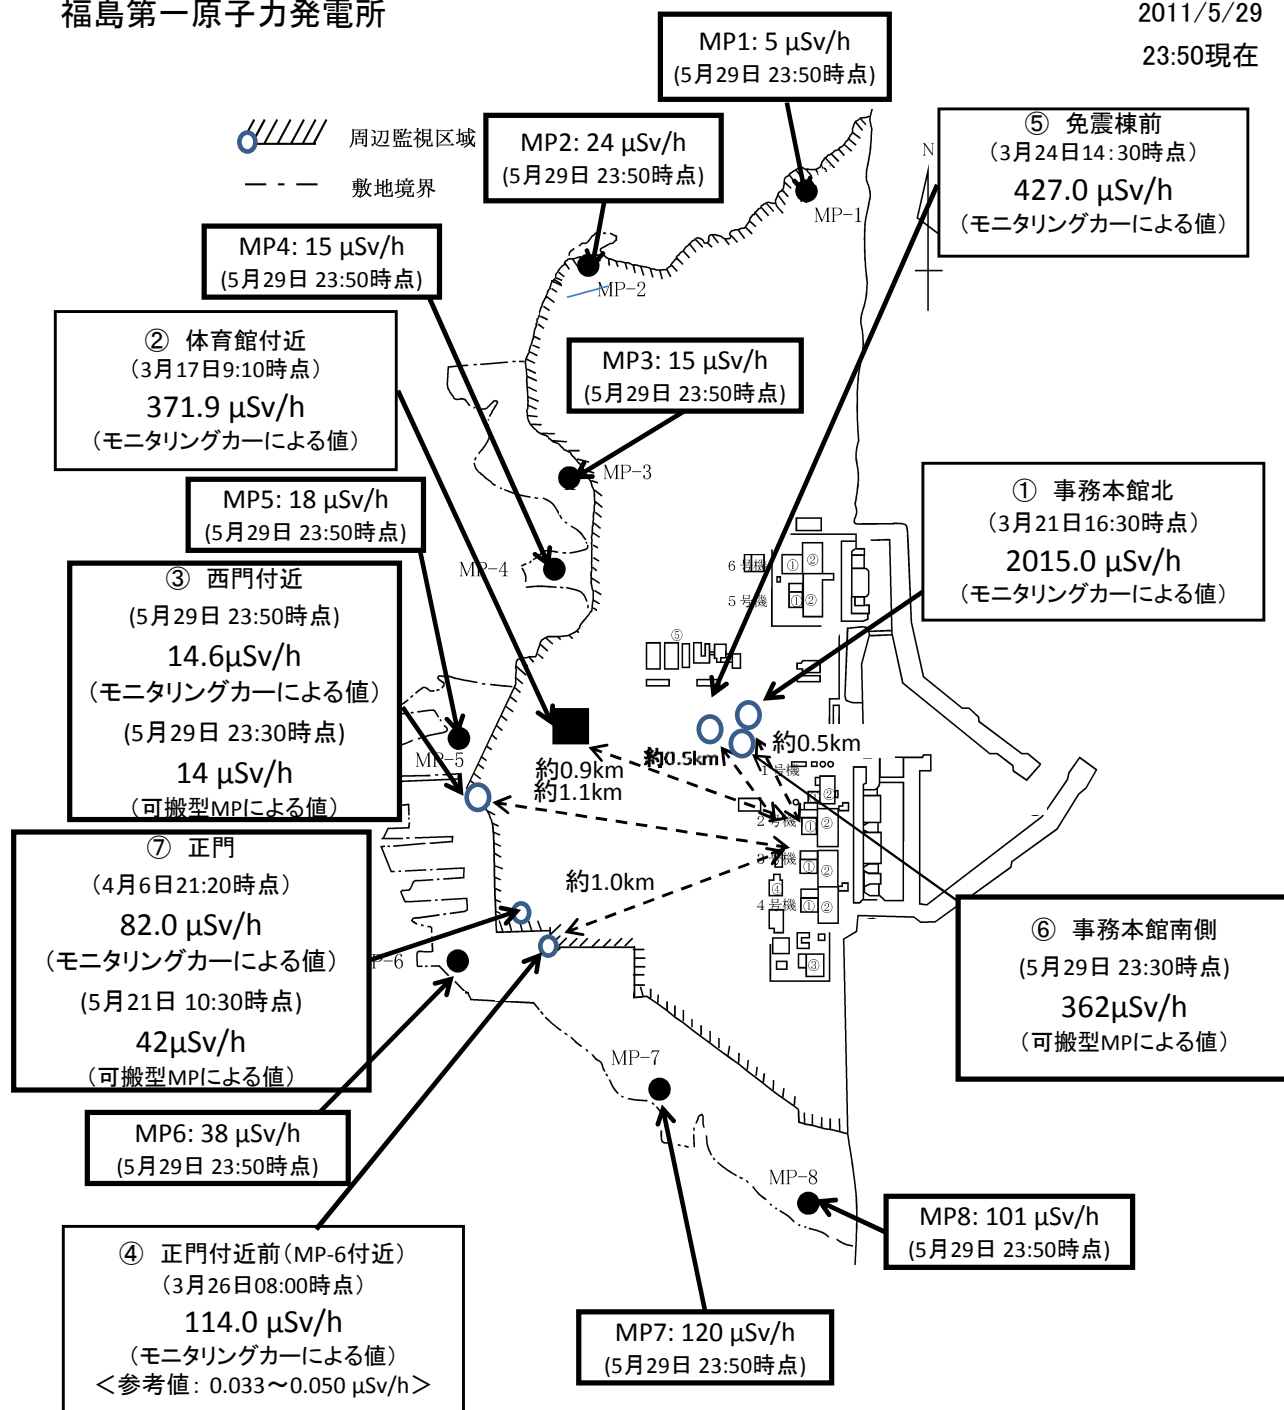 福島第一原子力発電所
2011/5/29
23:50現在
周辺監視区域
敷地境界
MP1: 5 μSv/h
(5月29日 23:50時点)
MP2: 24 μSv/h
(5月29日 23:50時点)
⑤ 免震棟前
(3月24日14:30時点)
427.0 μSv/h
(モニタリングカーによる値)
N
MP-1
MP4: 15 μSv/h
(5月29日 23:50時点)
MP-2
② 体育館付近
(3月17日9:10時点)
371.9 μSv/h
(モニタリングカーによる値)
MP3: 15 μSv/h
(5月29日 23:50時点)
MP-3
MP5: 18 μSv/h
(5月29日 23:50時点)
① 事務本館北
(3月21日16:30時点)
2015.0 μSv/h
(モニタリングカーによる値)
MP-4
6号機
① ②
5号機
① ②
③ 西門付近
(5月29日 23:50時点)
14.6μSv/h
(モニタリングカーによる値)
(5月29日 23:30時点)
14 μSv/h
(可搬型MPによる値)
⑤
MP-5
約0.9km
約1.1km
約0.5km
約0.5km
1号機
① ②
2号機
① ②
3号機
① ②
④
4号機
① ②
③
約1.0km
⑦ 正門
(4月6日21:20時点)
82.0 μSv/h
(モニタリングカーによる値)
(5月21日 10:30時点)
42μSv/h
(可搬型MPによる値)
P-6
⑥ 事務本館南側
(5月29日 23:30時点)
362μSv/h
(可搬型MPによる値)
MP-7
MP6: 38 μSv/h
(5月29日 23:50時点)
MP-8
MP8: 101 μSv/h
(5月29日 23:50時点)
④ 正門付近前(MP-6付近)
(3月26日08:00時点)
114.0 μSv/h
(モニタリングカーによる値)
<参考値: 0.033～0.050 μSv/h>
MP7: 120 μSv/h
(5月29日 23:50時点)